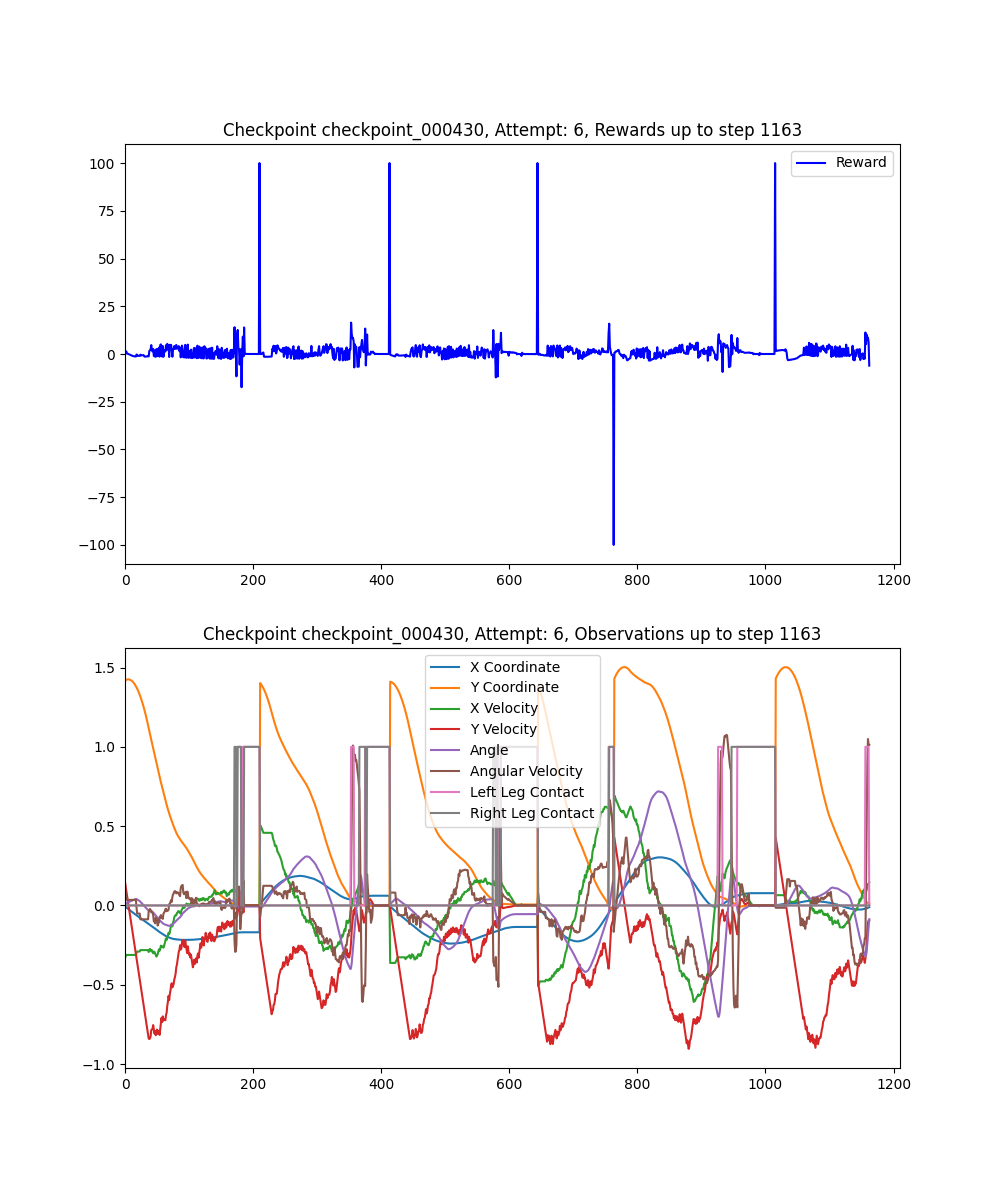 Checkpoint checkpoint_000430, Attempt: 6, Rewards up to step 1163
Reward
100
75
50
25
0
−25
−50
−75
−100
0 200 400 600 800 1000 1200
Checkpoint checkpoint_000430, Attempt: 6, Observations up to step 1163
X Coordinate
Y Coordinate
X Velocity
Y Velocity
Angle
Angular Velocity
Left Leg Contact
Right Leg Contact
1.5
1.0
0.5
0.0
−0.5
−1.0
0 200 400 600 800 1000 1200